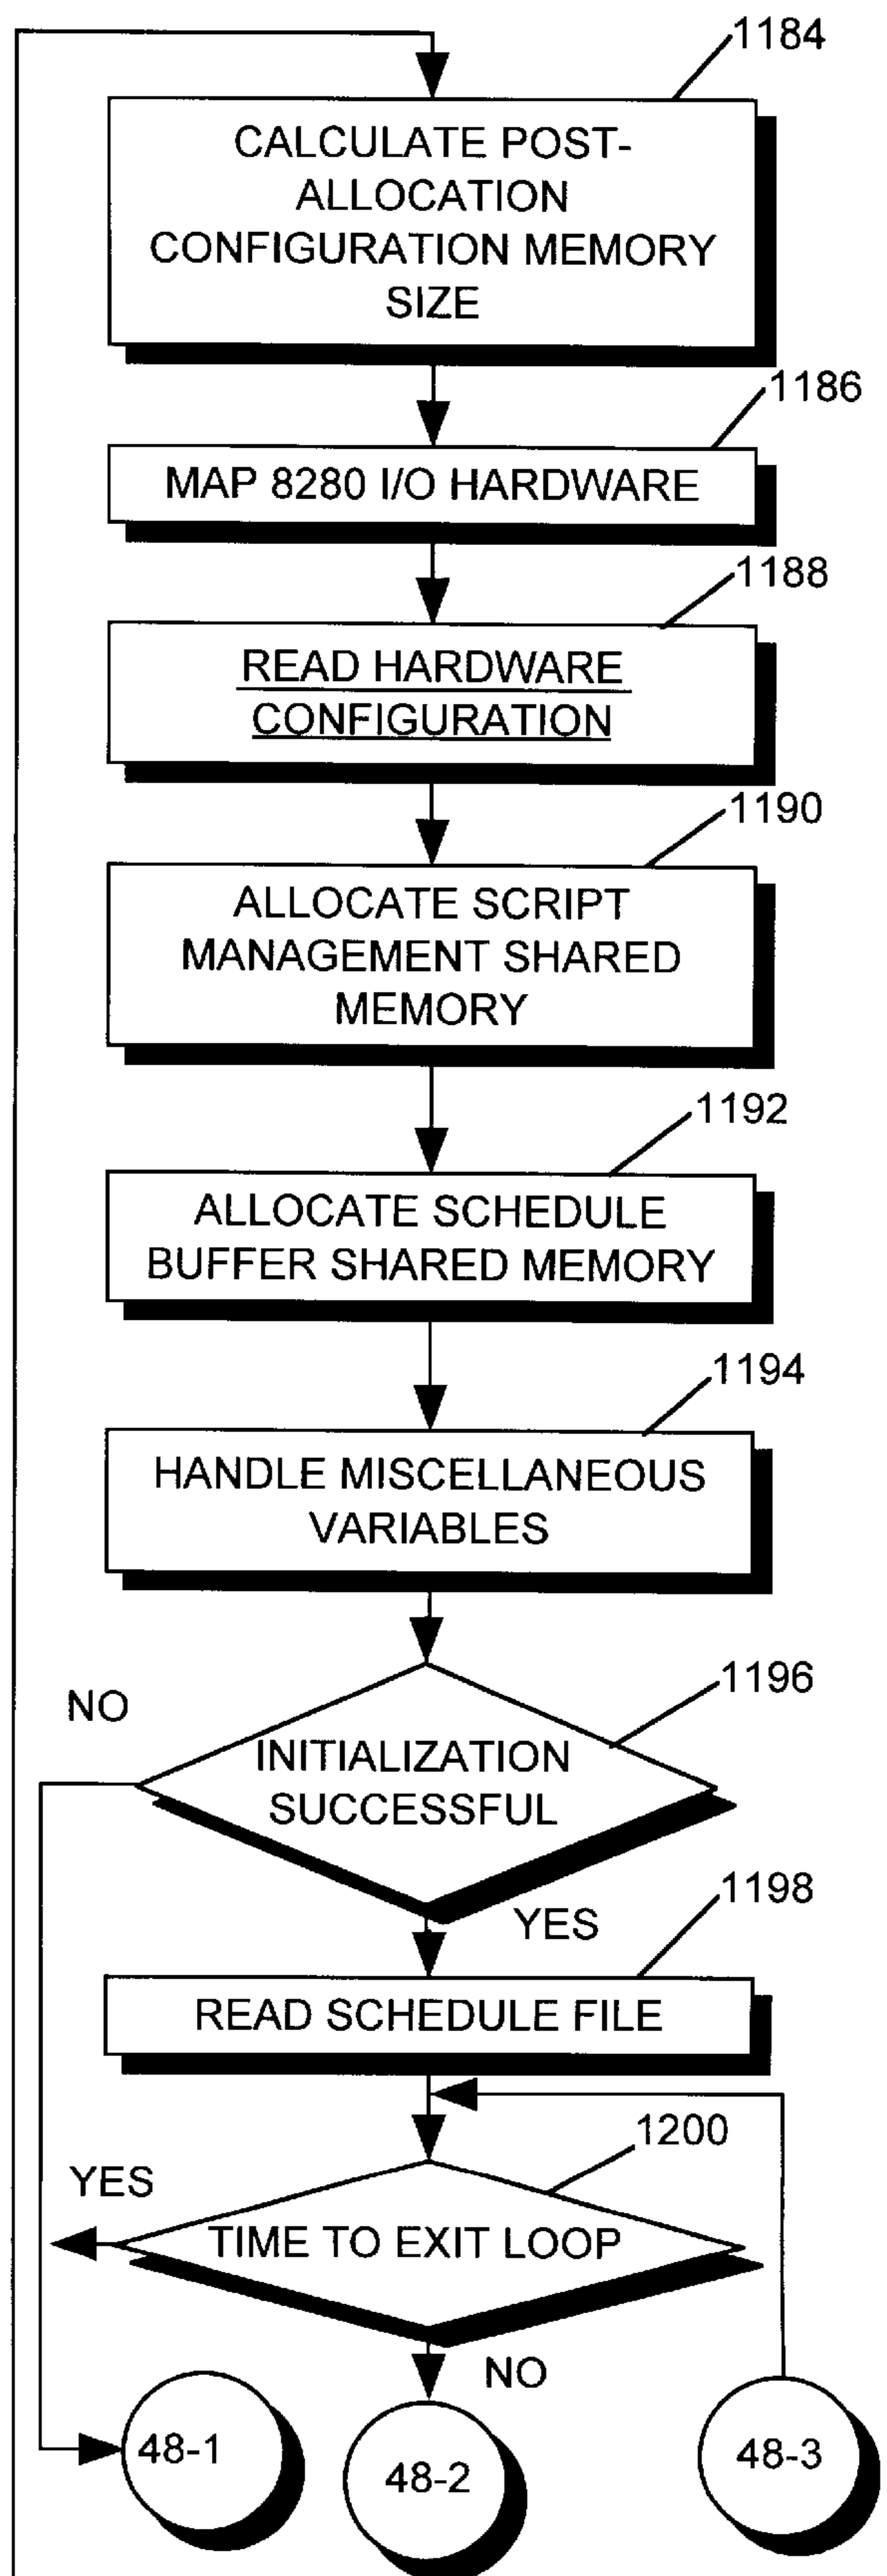 1184
CALCULATE POST-
ALLOCATION
CONFIGURATION MEMORY
SIZE
1186
MAP 8280 I/O HARDWARE
1188
READ HARDWARE
CONFIGURATION
1190
ALLOCATE SCRIPT
MANAGEMENT SHARED
MEMORY
1192
ALLOCATE SCHEDULE
BUFFER SHARED MEMORY
1194
HANDLE MISCELLANEOUS
VARIABLES
1196
NO
INITIALIZATION
SUCCESSFUL
1198
YES
READ SCHEDULE FILE
1200
YES
TIME TO EXIT LOOP
NO
48-1
48-2
48-3